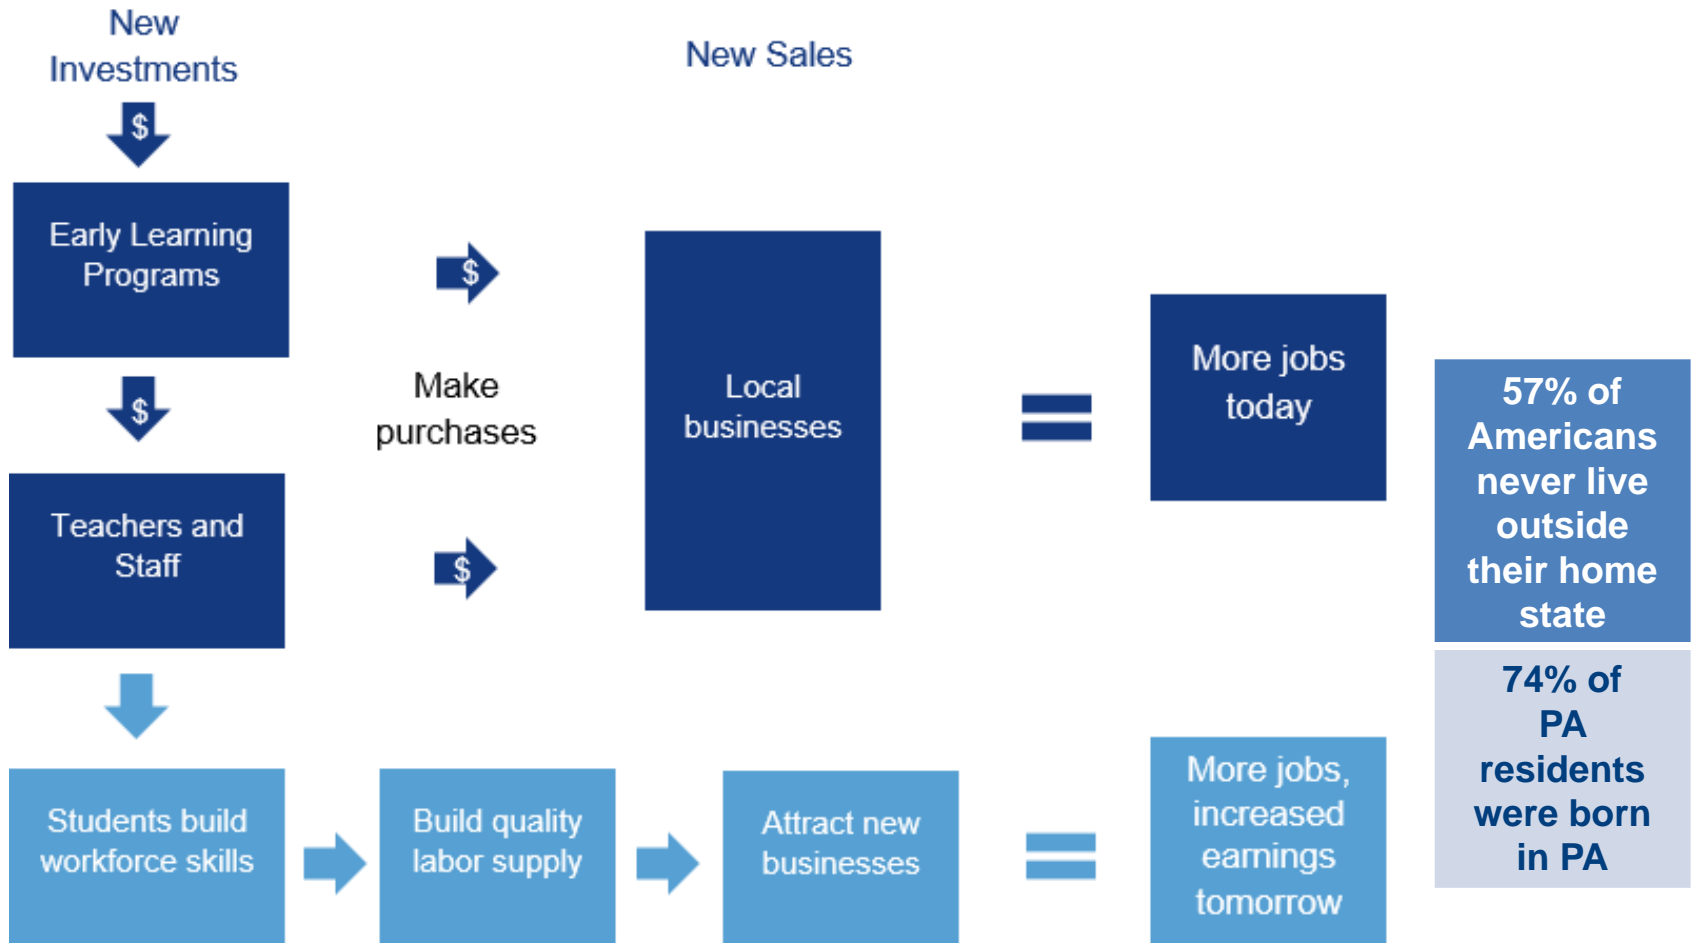 New
Investments
New Sales
$
Early Learning
Programs
$
$
Make
purchases
Local
businesses
More jobs
today
Teachers and
Staff
$
57% of
Americans
never live
outside
their home
state
74% of
PA
residents
were born
in PA
Students build
workforce skills
Build quality
labor supply
Attract new
businesses
More jobs,
increased
earnings
tomorrow